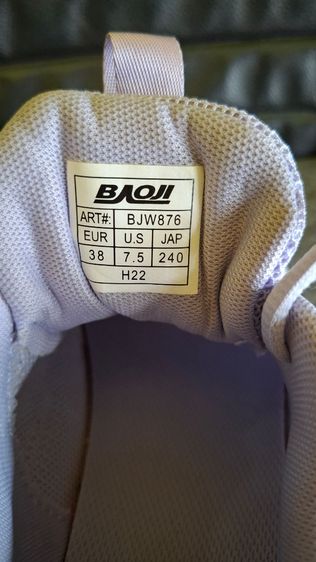 BAOJI
ART#: BJW876
EUR U.S JAP
38 7.5 240
H22